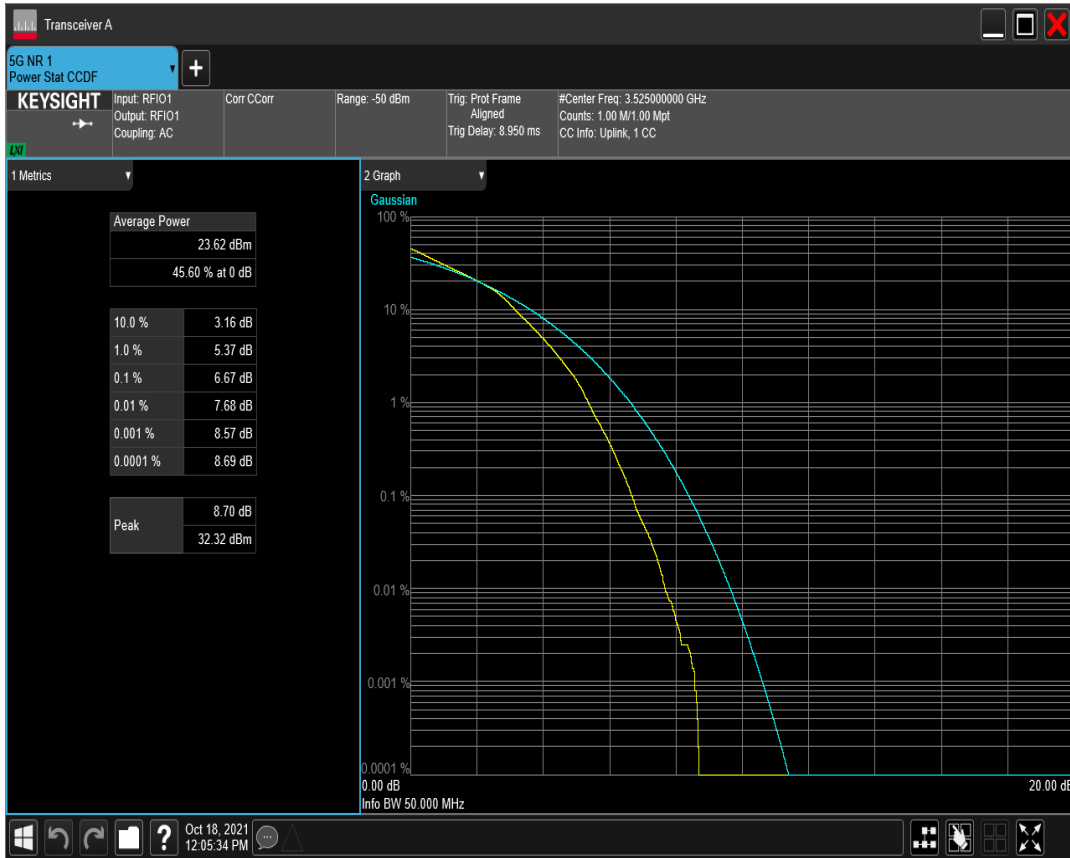 Transceiver A
5G NR 1
Power Stat CCDF
+
KEYSIGHT
LXI
Input: RFIO1
Output: RFIO1
Coupling: AC
Corr CCorr
Range: -50 dBm
Trig: Prot Frame
Aligned
Trig Delay: 8.950 ms
#Center Freq: 3.525000000 GHz
Counts: 1.00 M/1.00 Mpt
CC Info: Uplink, 1 CC
1 Metrics
Average Power
23.62 dBm
45.60 % at 0 dB
10.0 % 3.16 dB
1.0 % 5.37 dB
0.1 % 6.67 dB
0.01 % 7.68 dB
0.001 % 8.57 dB
0.0001 % 8.69 dB
Peak
8.70 dB
32.32 dBm
2 Graph
Gaussian
100 %
10 %
1 %
0.1 %
0.01 %
0.001 %
0.0001 %
0.00 dB 20.00 dB
Info BW 50.000 MHz
?
Oct 18, 2021
12:05:34 PM